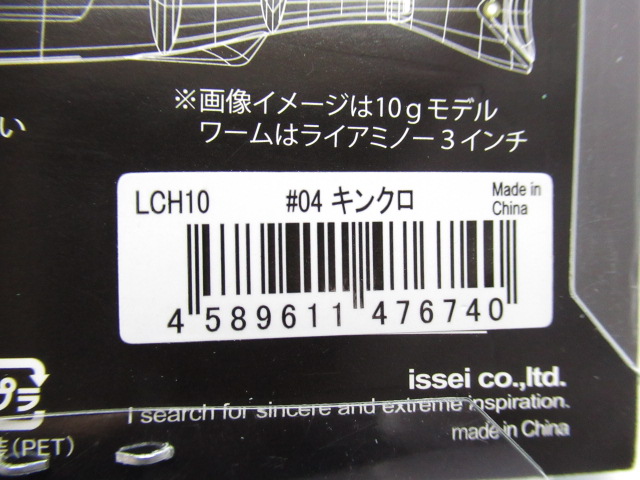 ※画像イメージは10gモデル
ワームはライアミノー3インチ
い
LCH10 #04 キンクロ Made in China
4 589611 476740
issei co.,ltd.
I search for sincere and extreme inspiration.
made in China
プラ
装(PET)